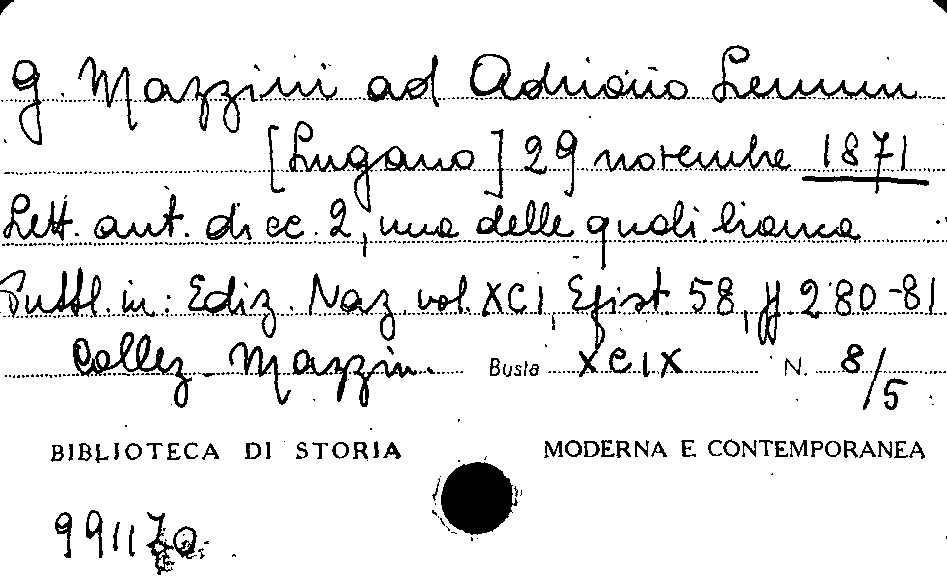 G. Mazzini ad Adriano Lemmi
[Lugano] 29 novembre 1871
Lett. aut. di cc. 2, una delle quali bianca
Pubbl. in: Ediz. Naz. vol. XCI, Epist. 58, pp. 280-81
Collez. Mazzin. Busta XCIX N. 8/5
BIBLIOTECA DI STORIA MODERNA E CONTEMPORANEA